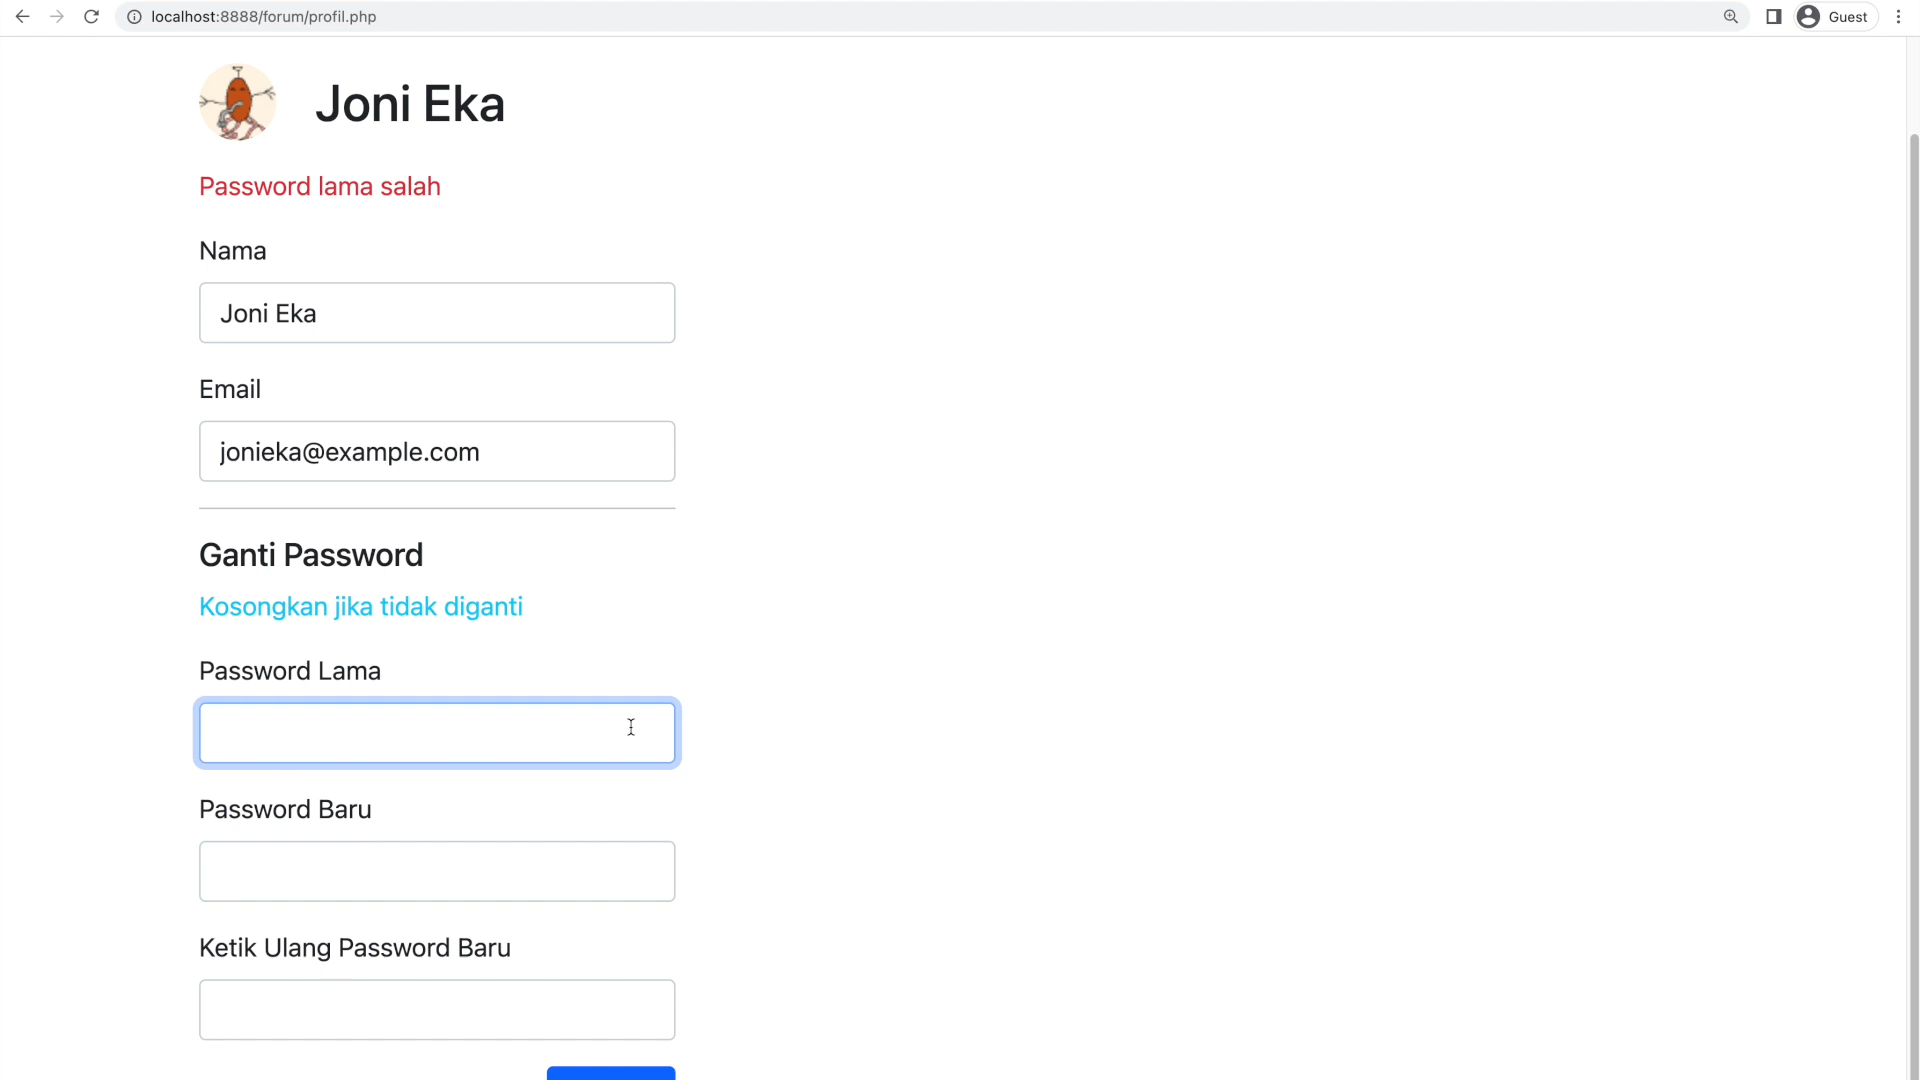 localhost:8888/forum/profil.php
Guest
Joni Eka
Password lama salah
Nama
Joni Eka
Email
jonieka@example.com
Ganti Password
Kosongkan jika tidak diganti
Password Lama
Password Baru
Ketik Ulang Password Baru